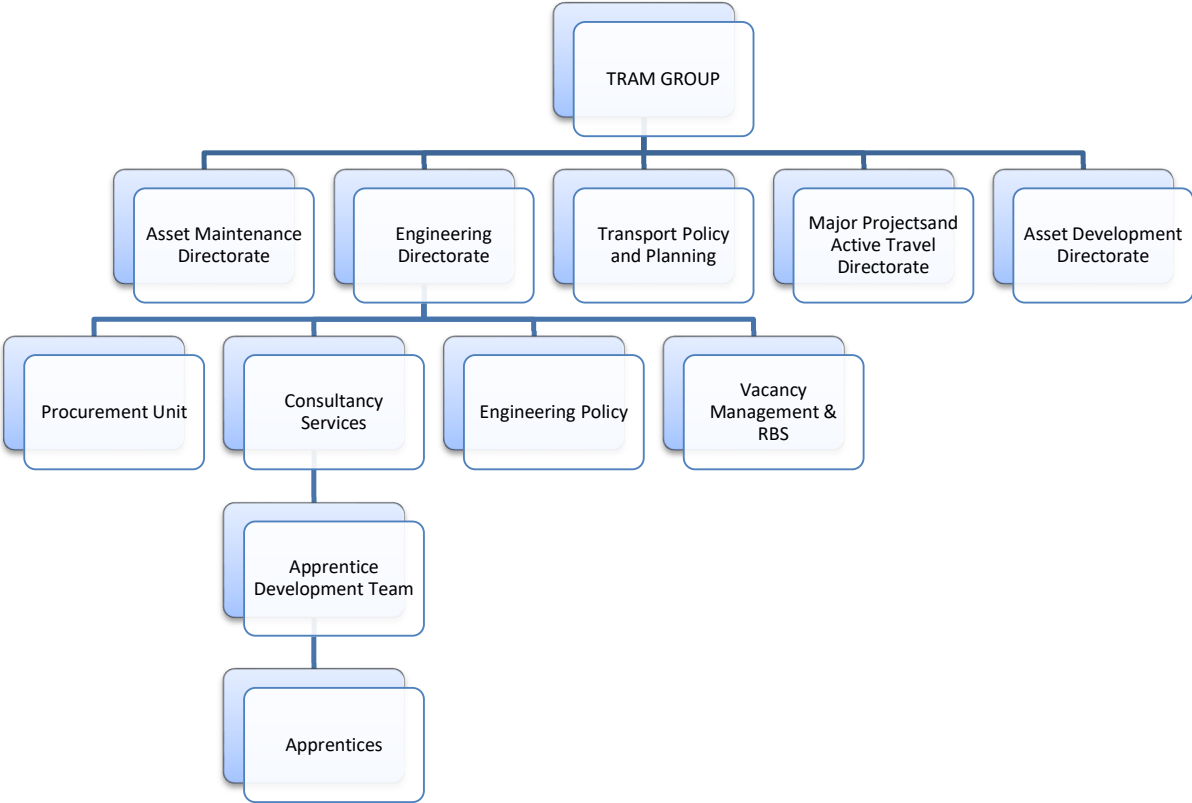 TRAM GROUP
Asset Maintenance
Directorate
Engineering
Directorate
Transport Policy
and Planning
Major Projectsand
Active Travel
Directorate
Asset Development
Directorate
Procurement Unit
Consultancy
Services
Engineering Policy
Vacancy
Management &
RBS
Apprentice
Development Team
Apprentices